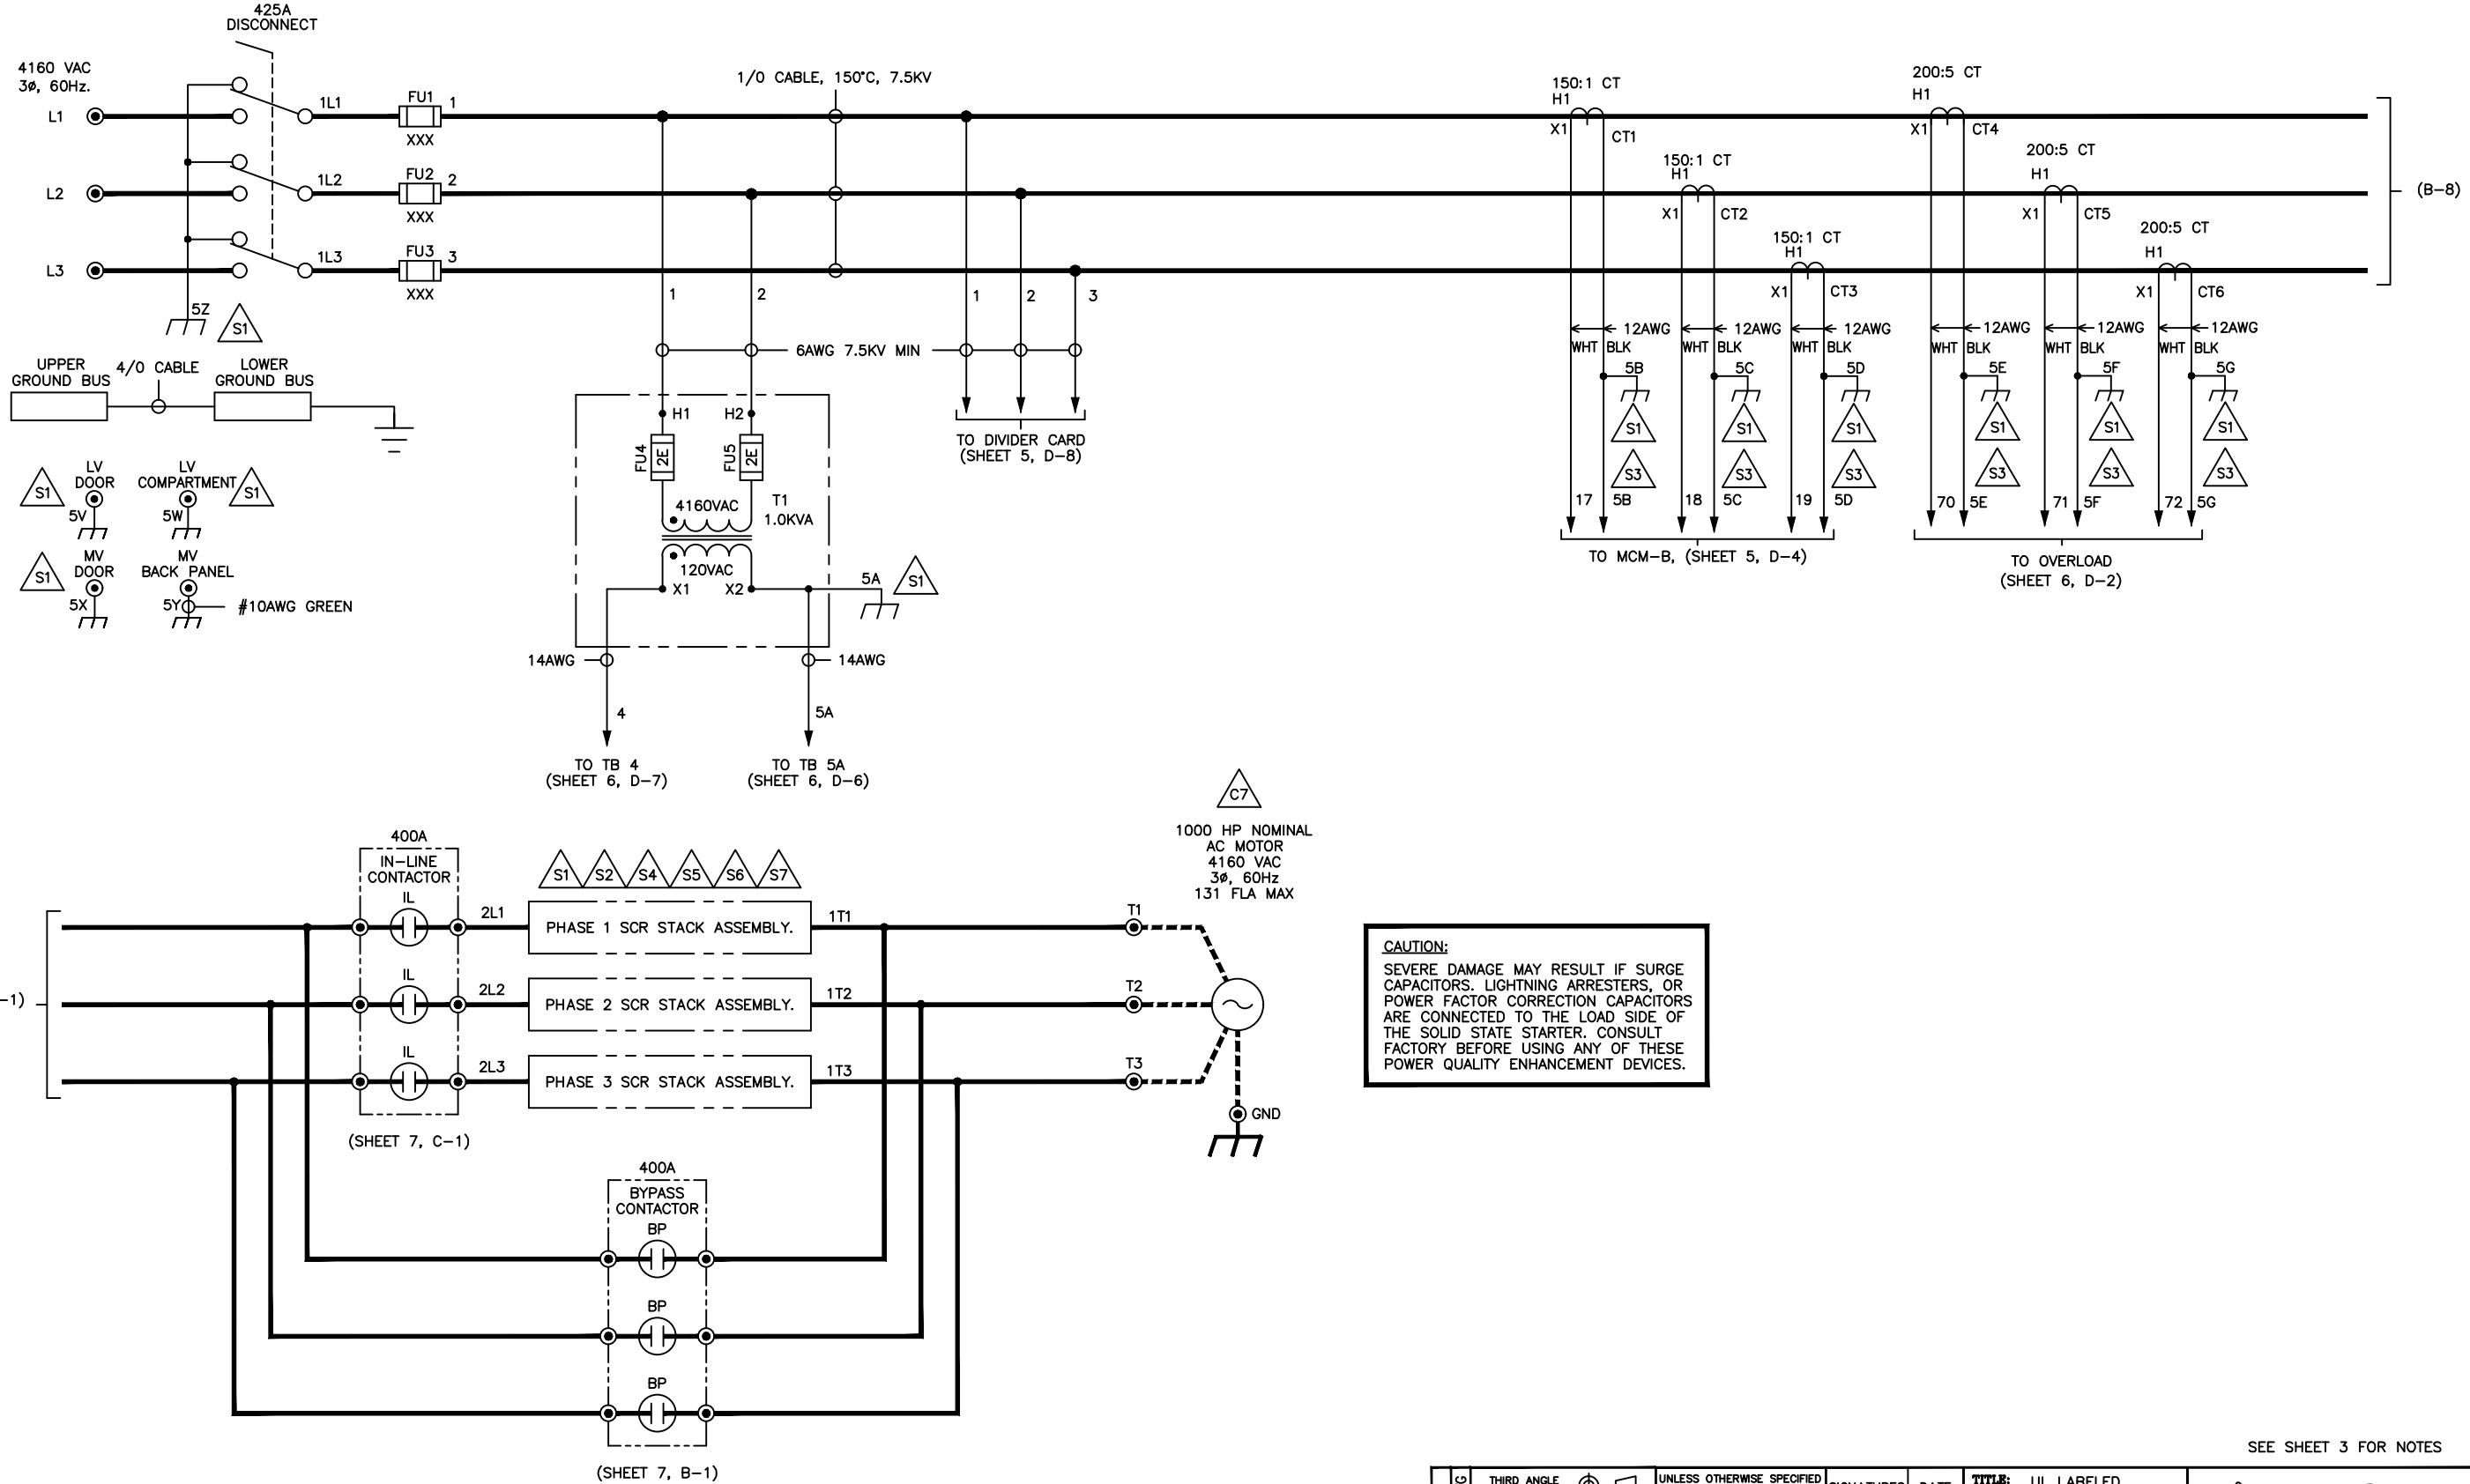 425A
DISCONNECT
4160 VAC
3ø, 60Hz.
L1
L2
L3
1L1
1L2
1L3
FU1
XXX
1
FU2
XXX
2
FU3
XXX
3
5Z
S1
1/0 CABLE, 150°C, 7.5KV
1
2
1
2
3
6AWG 7.5KV MIN
TO DIVIDER CARD
(SHEET 5, D-8)
150:1 CT
H1
X1
CT1
150:1 CT
H1
X1
CT2
150:1 CT
H1
X1
CT3
200:5 CT
H1
X1
CT4
200:5 CT
H1
X1
CT5
200:5 CT
H1
X1
CT6
(B-8)
12AWG
WHT BLK
5B
S1
S3
17
5B
12AWG
WHT BLK
5C
S1
S3
18
5C
12AWG
WHT BLK
5D
S1
S3
19
5D
TO MCM-B, (SHEET 5, D-4)
12AWG
WHT BLK
5E
S1
S3
70
5E
12AWG
WHT BLK
5F
S1
S3
71
5F
12AWG
WHT BLK
5G
S1
S3
72
5G
TO OVERLOAD
(SHEET 6, D-2)
UPPER
GROUND BUS
4/0 CABLE
LOWER
GROUND BUS
S1
LV
DOOR
5V
LV
COMPARTMENT
5W
S1
S1
MV
DOOR
5X
MV
BACK PANEL
5Y
#10AWG GREEN
H1
H2
FU4
2E
FU5
2E
4160VAC
T1
1.0KVA
120VAC
X1
X2
5A
S1
14AWG
14AWG
4
5A
TO TB 4
(SHEET 6, D-7)
TO TB 5A
(SHEET 6, D-6)
400A
IN-LINE
CONTACTOR
IL
IL
IL
2L1
2L2
2L3
(SHEET 7, C-1)
S1
S2
S4
S5
S6
S7
PHASE 1 SCR STACK ASSEMBLY.
PHASE 2 SCR STACK ASSEMBLY.
PHASE 3 SCR STACK ASSEMBLY.
1T1
1T2
1T3
C7
1000 HP NOMINAL
AC MOTOR
4160 VAC
3ø, 60Hz
131 FLA MAX
T1
T2
T3
GND
-1)
400A
BYPASS
CONTACTOR
BP
BP
BP
(SHEET 7, B-1)
CAUTION:
SEVERE DAMAGE MAY RESULT IF SURGE
CAPACITORS. LIGHTNING ARRESTERS, OR
POWER FACTOR CORRECTION CAPACITORS
ARE CONNECTED TO THE LOAD SIDE OF
THE SOLID STATE STARTER. CONSULT
FACTORY BEFORE USING ANY OF THESE
POWER QUALITY ENHANCEMENT DEVICES.
SEE SHEET 3 FOR NOTES
THIRD ANGLE
UNLESS OTHERWISE SPECIFIED
SIGNATURES
DATE
TITLE: UL LABELED